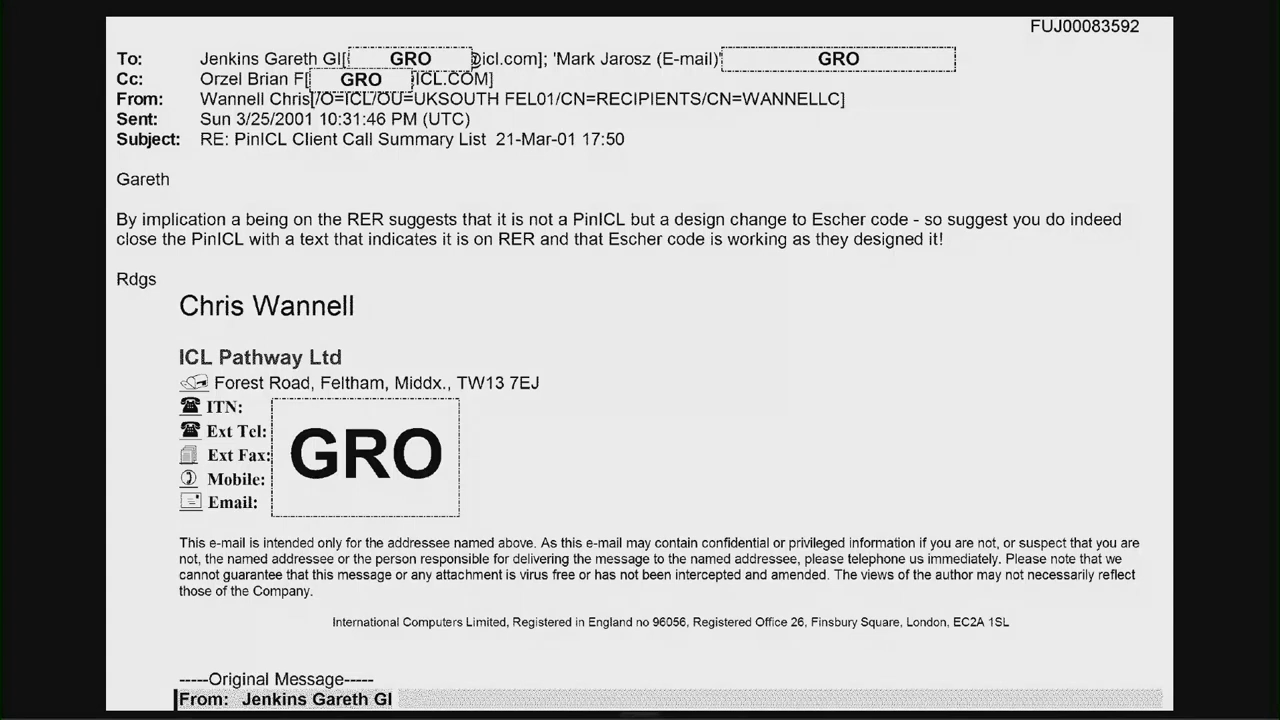 FUJ00083592
To: Jenkins Gareth GI[ GRO @icl.com]; 'Mark Jarosz (E-mail)' GRO
Cc: Orzel Brian F[ GRO ICL.COM]
From: Wannell Chris[/O=ICL/OU=UKSOUTH FEL01/CN=RECIPIENTS/CN=WANNELLC]
Sent: Sun 3/25/2001 10:31:46 PM (UTC)
Subject: RE: PinICL Client Call Summary List 21-Mar-01 17:50
Gareth
By implication a being on the RER suggests that it is not a PinICL but a design change to Escher code - so suggest you do indeed
close the PinICL with a text that indicates it is on RER and that Escher code is working as they designed it!
Rdgs
Chris Wannell
ICL Pathway Ltd
Forest Road, Feltham, Middx., TW13 7EJ
ITN:
Ext Tel:
Ext Fax:
GRO
Mobile:
Email:
This e-mail is intended only for the addressee named above. As this e-mail may contain confidential or privileged information if you are not, or suspect that you are
not, the named addressee or the person responsible for delivering the message to the named addressee, please telephone us immediately. Please note that we
cannot guarantee that this message or any attachment is virus free or has not been intercepted and amended. The views of the author may not necessarily reflect
those of the Company.
International Computers Limited, Registered in England no 96056, Registered Office 26, Finsbury Square, London, EC2A 1SL
-----Original Message-----
From: Jenkins Gareth GI